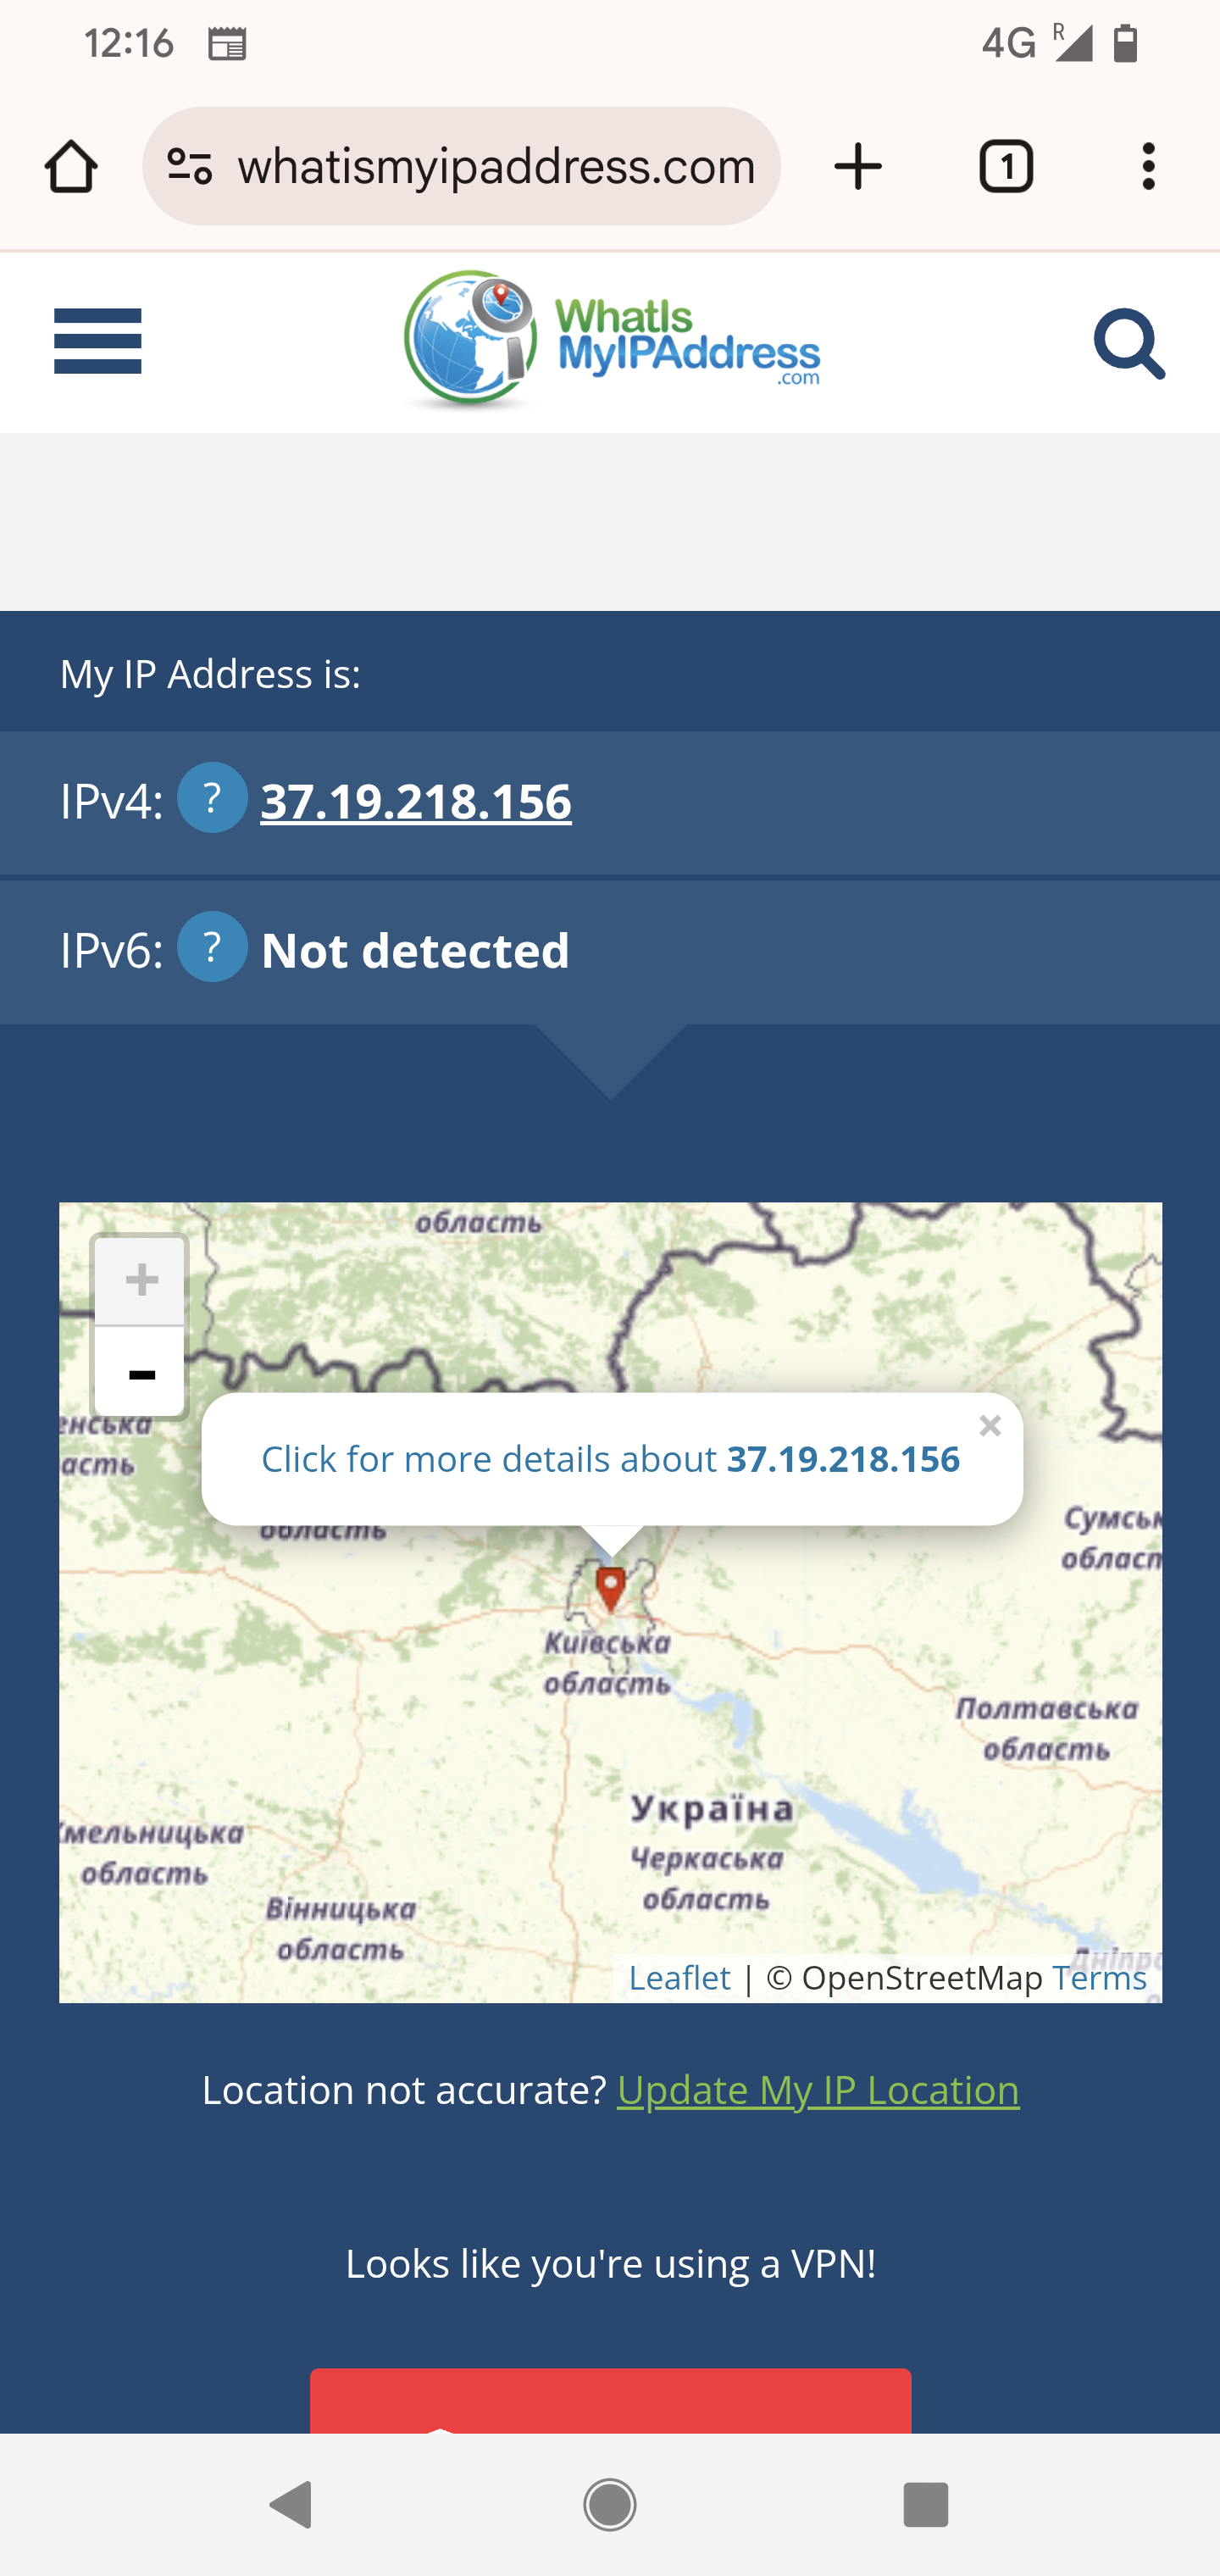 12:16
4G R
whatismyipaddress.com
1
WhatIs
MyIPAddress
.com
My IP Address is:
IPv4: ? 37.19.218.156
IPv6: ? Not detected
область
+
-
енська
асть
Click for more details about 37.19.218.156 ×
область
Сумськ
област
Київська
область
Полтавська
область
Україна
Черкаська
область
мельницька
область
Вінницька
область
Дніпро
Leaflet | © OpenStreetMap Terms
Location not accurate? Update My IP Location
Looks like you're using a VPN!